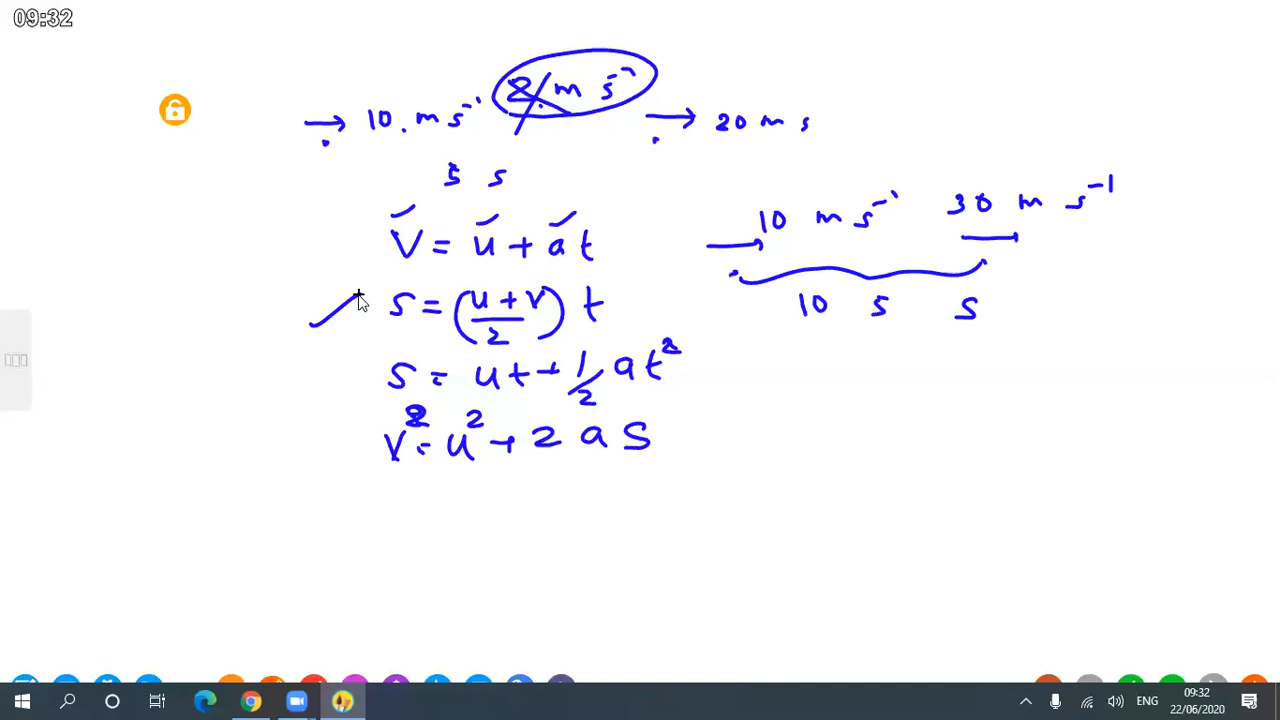 09:32
2 m s⁻¹
→ 10 . m s⁻¹
→ 20 m s
5 s
V = u + at
S = (u + v / 2) t
S = ut + 1/2 at²
v² = u² + 2 a S
10 m s⁻¹ 30 m s⁻¹
10 s S
ENG
09:32
22/06/2020